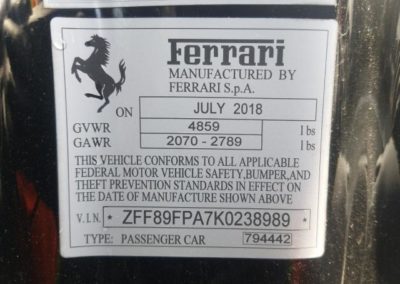 Ferrari
MANUFACTURED BY
FERRARI S.p.A.
ON JULY 2018
GVWR 4859 lbs
GAWR 2070 - 2789 lbs
THIS VEHICLE CONFORMS TO ALL APPLICABLE
FEDERAL MOTOR VEHICLE SAFETY,BUMPER,AND
THEFT PREVENTION STANDARDS IN EFFECT ON
THE DATE OF MANUFACTURE SHOWN ABOVE
V.I.N. * ZFF89FPA7K0238989 *
TYPE: PASSENGER CAR 794442